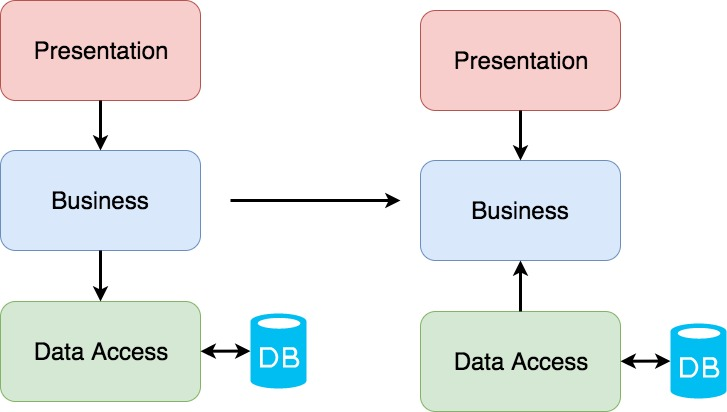 Presentation
Business
Data Access
DB
Presentation
Business
Data Access
DB